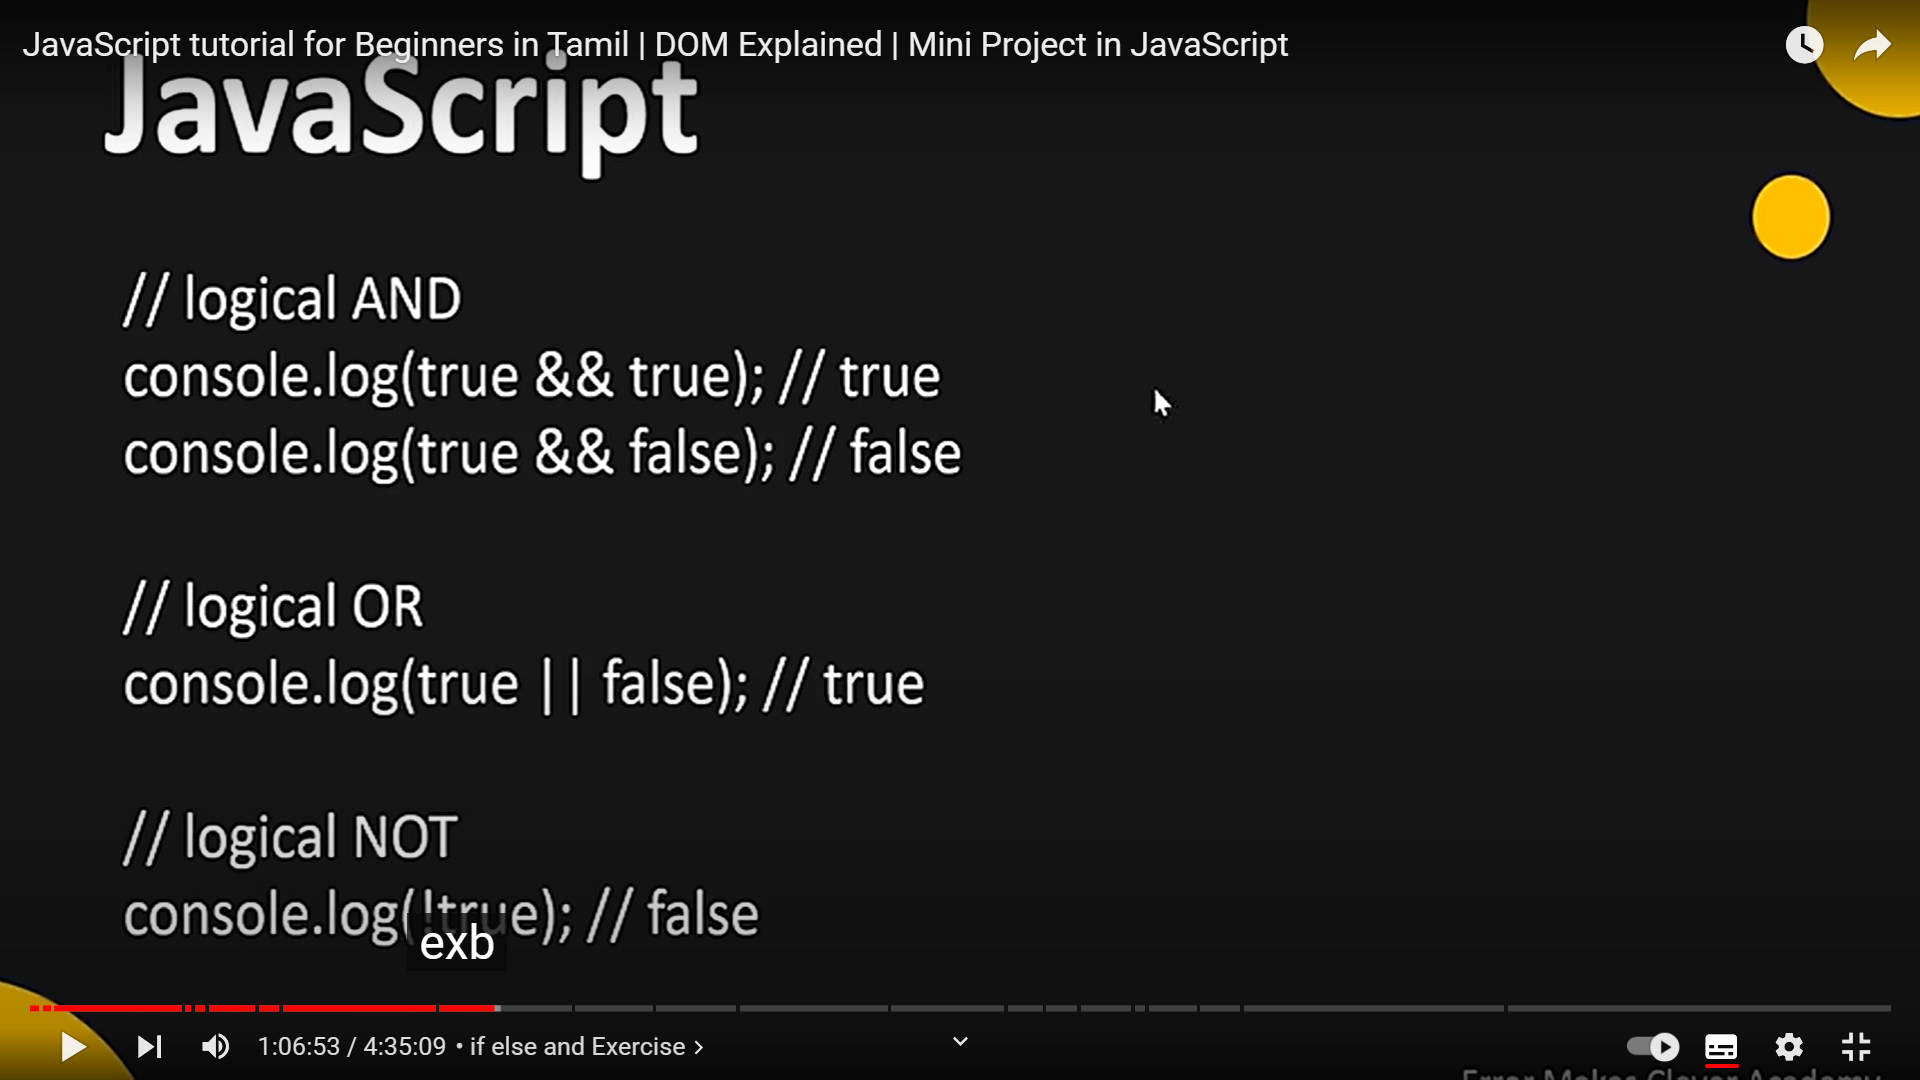 JavaScript tutorial for Beginners in Tamil | DOM Explained | Mini Project in JavaScript
JavaScript
// logical AND
console.log(true && true); // true
console.log(true && false); // false
// logical OR
console.log(true || false); // true
// logical NOT
console.log(!true); // false
exb
1:06:53 / 4:35:09 • if else and Exercise >
Error Makes Clever Academy